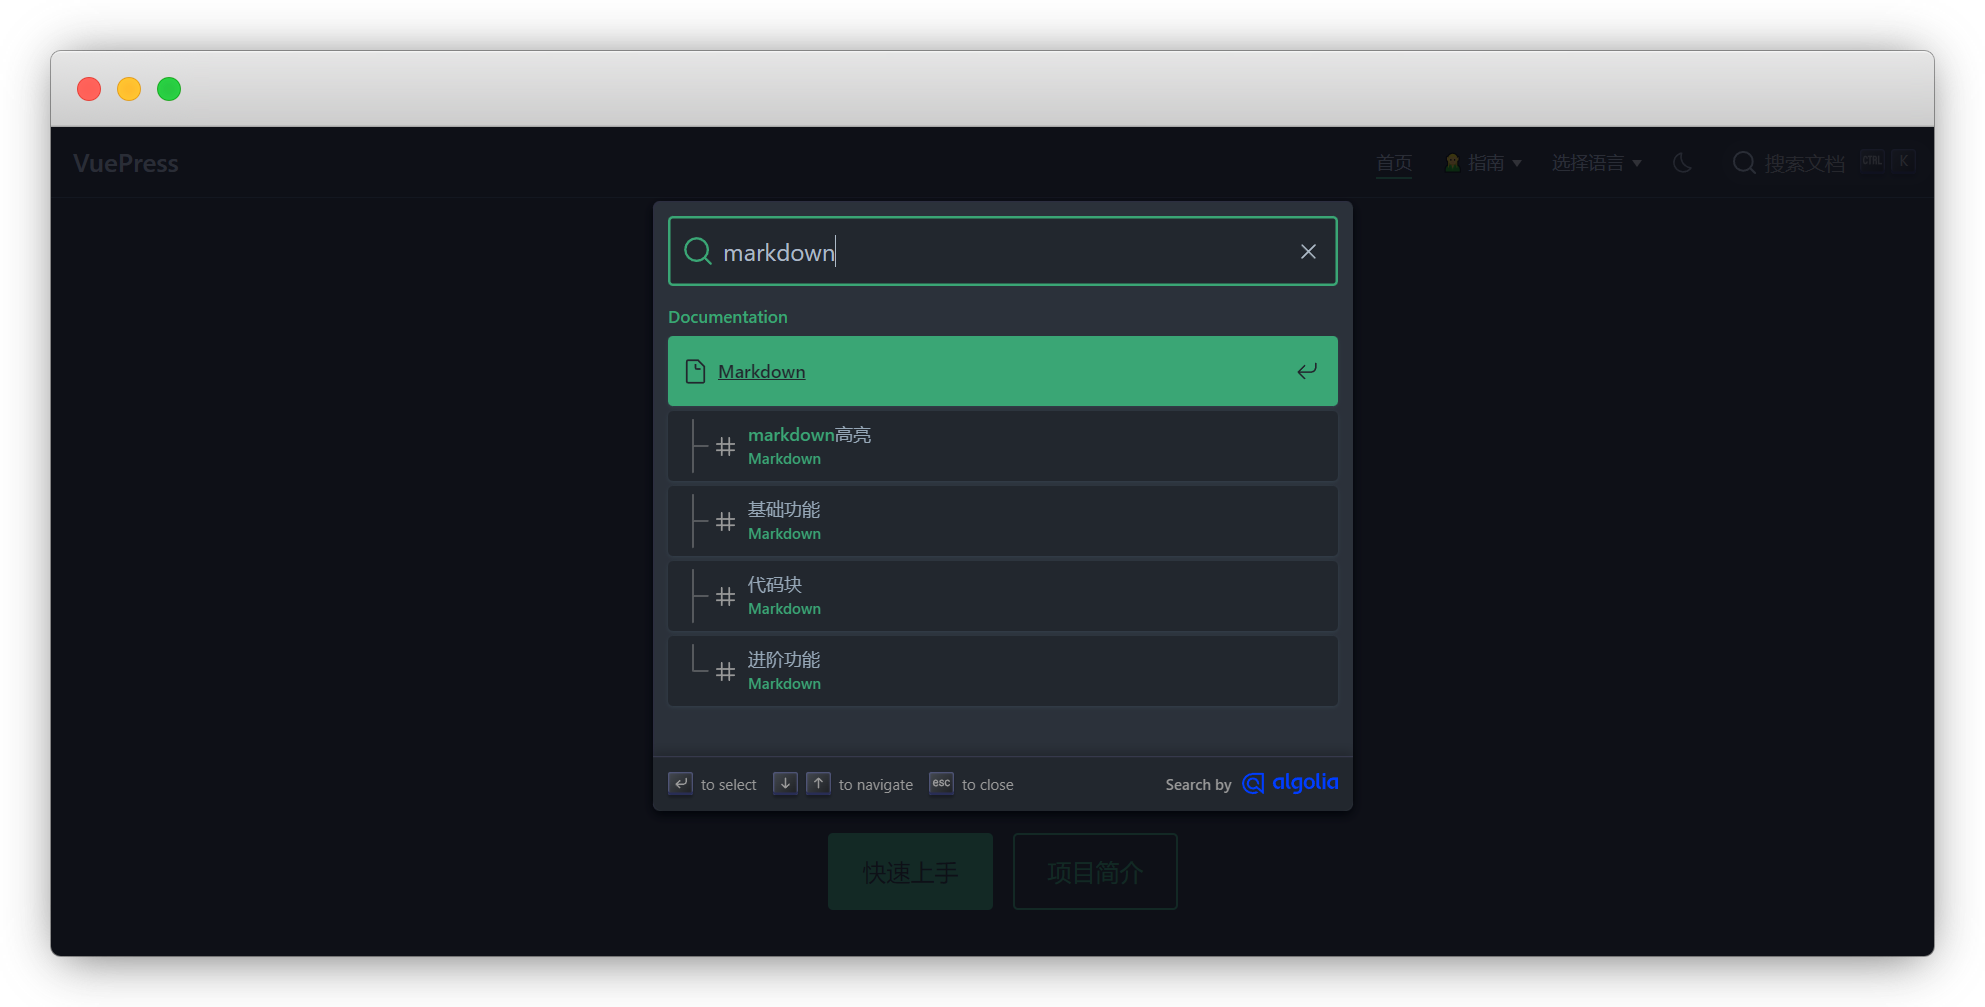 VuePress
首页 指南 选择语言 搜索文档 CTRL K
markdown
Documentation
Markdown
markdown高亮
Markdown
基础功能
Markdown
代码块
Markdown
进阶功能
Markdown
to select to navigate esc to close Search by algolia
快速上手 项目简介